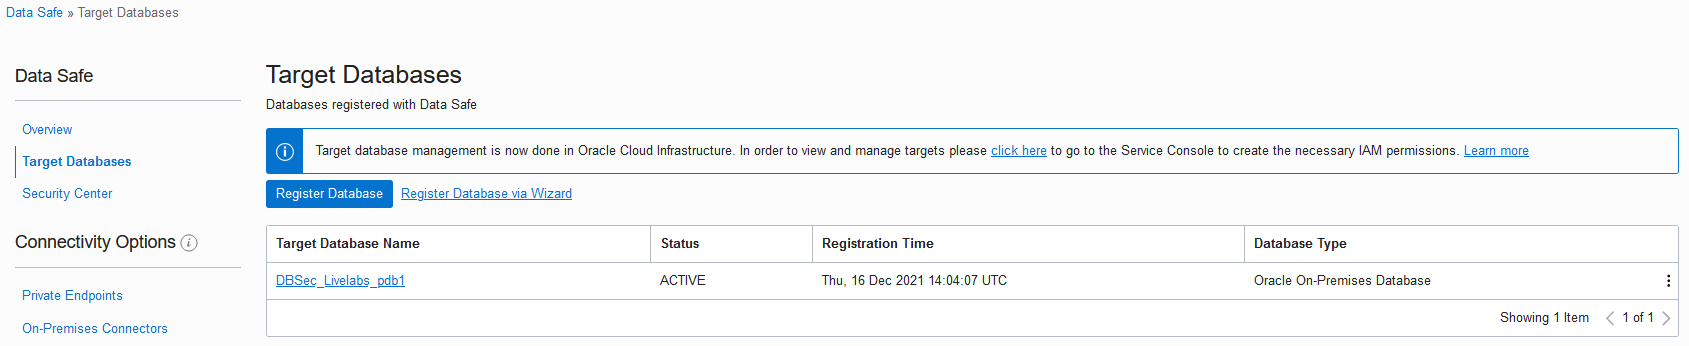 Data Safe » Target Databases
Data Safe
Overview
Target Databases
Security Center
Connectivity Options
Private Endpoints
On-Premises Connectors
Target Databases
Databases registered with Data Safe
Target database management is now done in Oracle Cloud Infrastructure. In order to view and manage targets please click here to go to the Service Console to create the necessary IAM permissions. Learn more
Register Database Register Database via Wizard
Target Database Name Status Registration Time Database Type
DBSec_Livelabs_pdb1 ACTIVE Thu, 16 Dec 2021 14:04:07 UTC Oracle On-Premises Database
Showing 1 Item 1 of 1